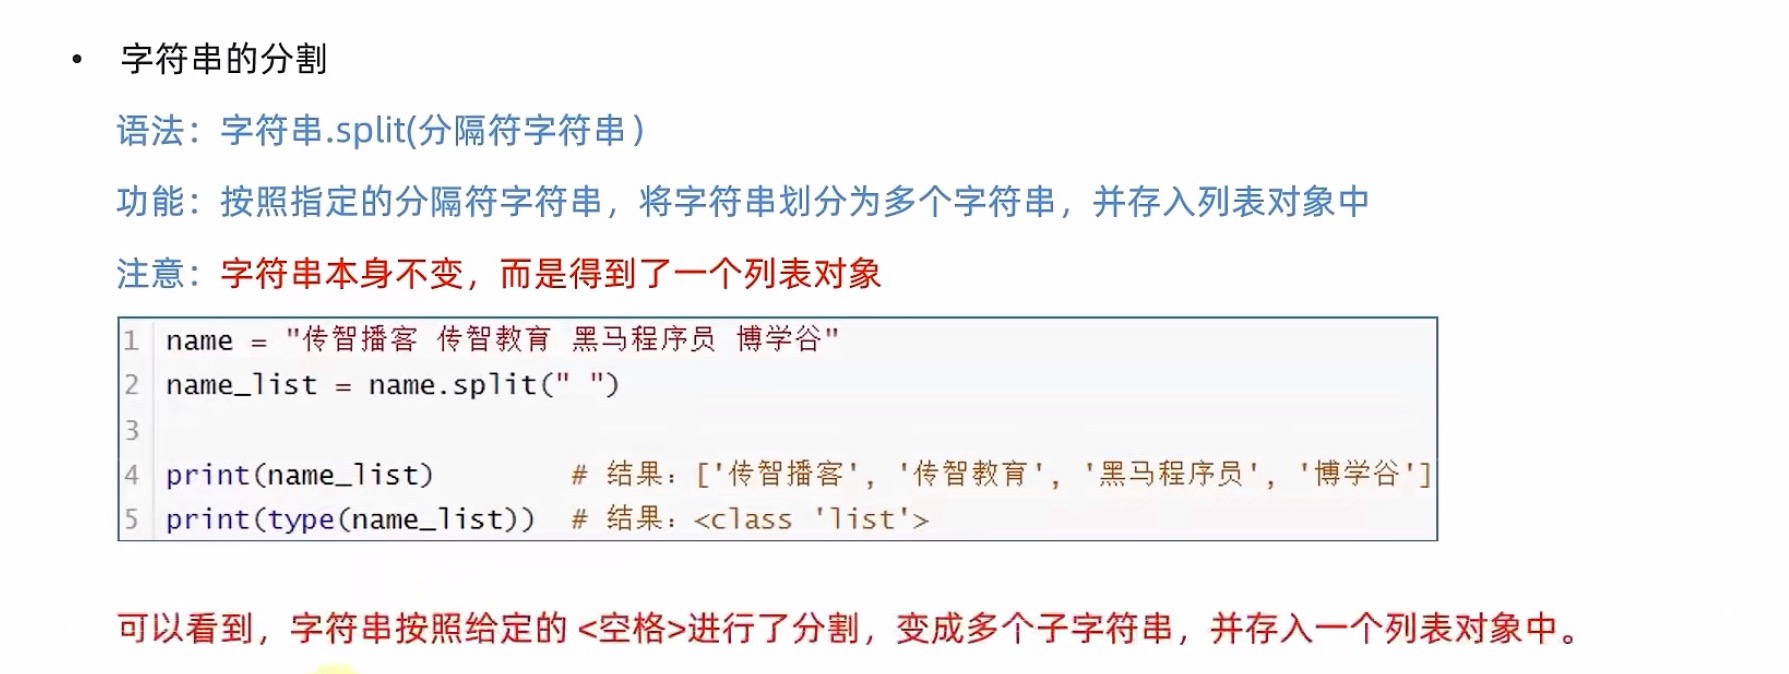 • 字符串的分割
语法：字符串.split(分隔符字符串）
功能：按照指定的分隔符字符串，将字符串划分为多个字符串，并存入列表对象中
注意：字符串本身不变，而是得到了一个列表对象
1 name = "传智播客 传智教育 黑马程序员 博学谷"
2 name_list = name.split(" ")
3
4 print(name_list) # 结果：['传智播客', '传智教育', '黑马程序员', '博学谷']
5 print(type(name_list)) # 结果：<class 'list'>
可以看到，字符串按照给定的 <空格>进行了分割，变成多个子字符串，并存入一个列表对象中。